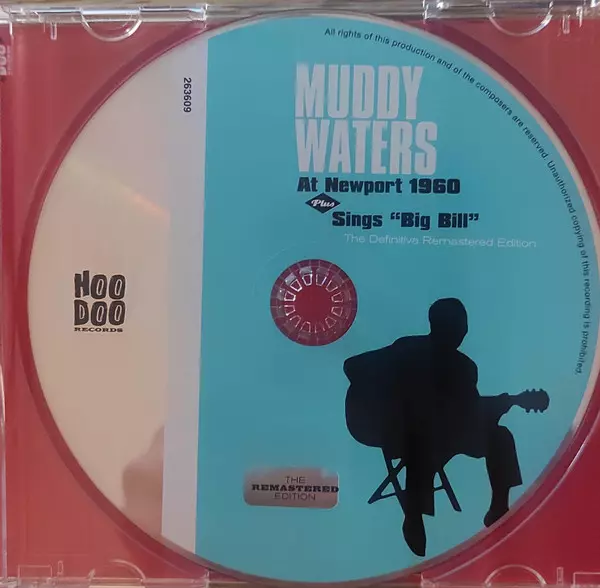 All rights of this production and of the composers are reserved. Unauthorized copying of this recording is prohibited.
263609
MUDDY
WATERS
At Newport 1960
Plus
Sings "Big Bill"
The Definitive Remastered Edition
HOO
DOO
RECORDS
THE
REMASTERED
EDITION